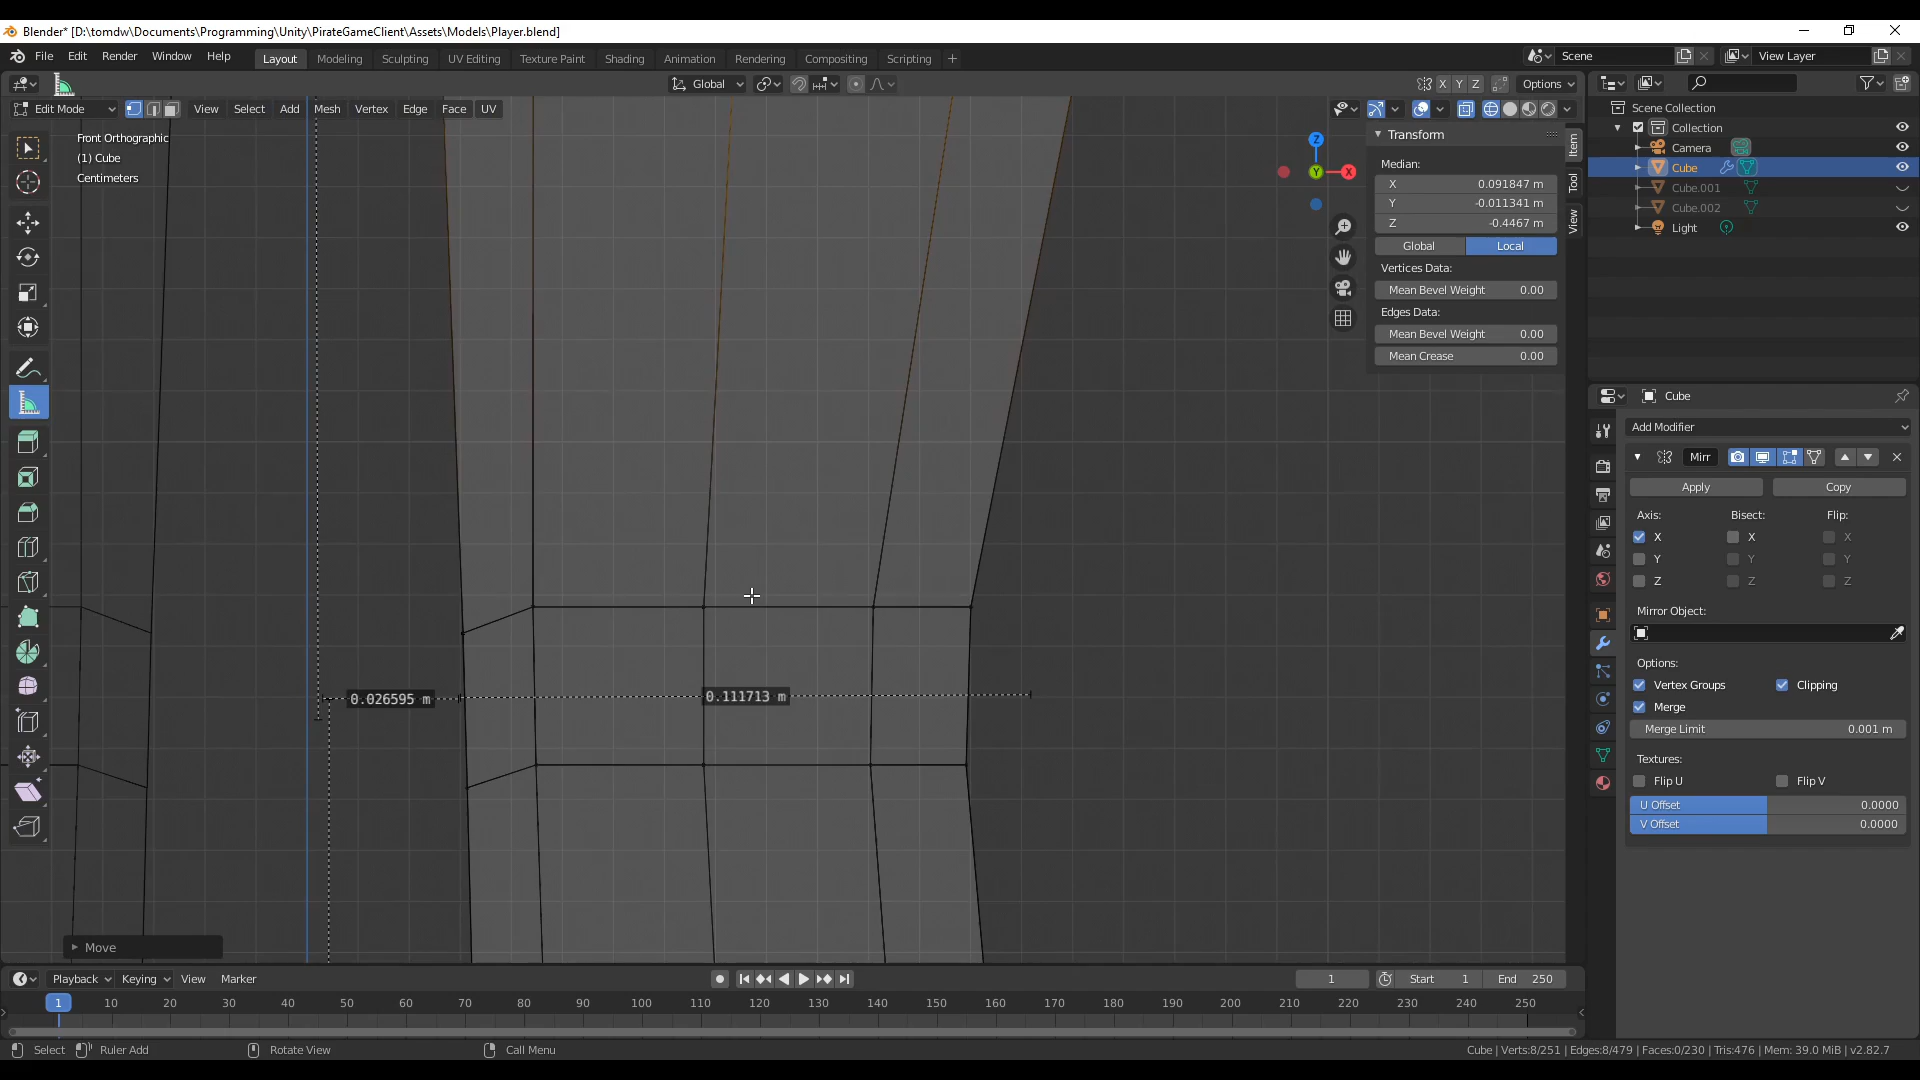 Blender* [D:\tomdw\Documents\Programming\Unity\PirateGameClient\Assets\Models\Player.blend]
File Edit Render Window Help Layout Modeling Sculpting UV Editing Texture Paint Shading Animation Rendering Compositing Scripting + Scene View Layer
Global X Y Z Options
Edit Mode View Select Add Mesh Vertex Edge Face UV
Front Orthographic
(1) Cube
Centimeters
Z
X
Y
Transform
Median:
X 0.091847 m
Y -0.011341 m
Z -0.4467 m
Global Local
Vertices Data:
Mean Bevel Weight 0.00
Edges Data:
Mean Bevel Weight 0.00
Mean Crease 0.00
Item
Tool
View
Scene Collection
Collection
Camera
Cube
Cube.001
Cube.002
Light
Cube
Add Modifier
Mirr
Apply Copy
Axis: Bisect: Flip:
X X X
Y Y Y
Z Z Z
Mirror Object:
Options:
Vertex Groups Clipping
Merge
Merge Limit 0.001 m
Textures:
Flip U Flip V
U Offset 0.0000
V Offset 0.0000
0.026595 m 0.111713 m
Move
Playback Keying View Marker 1 Start 1 End 250
1 10 20 30 40 50 60 70 80 90 100 110 120 130 140 150 160 170 180 190 200 210 220 230 240 250
Select Ruler Add Rotate View Call Menu Cube | Verts:8/251 | Edges:8/479 | Faces:0/230 | Tris:476 | Mem: 39.0 MiB | v2.82.7